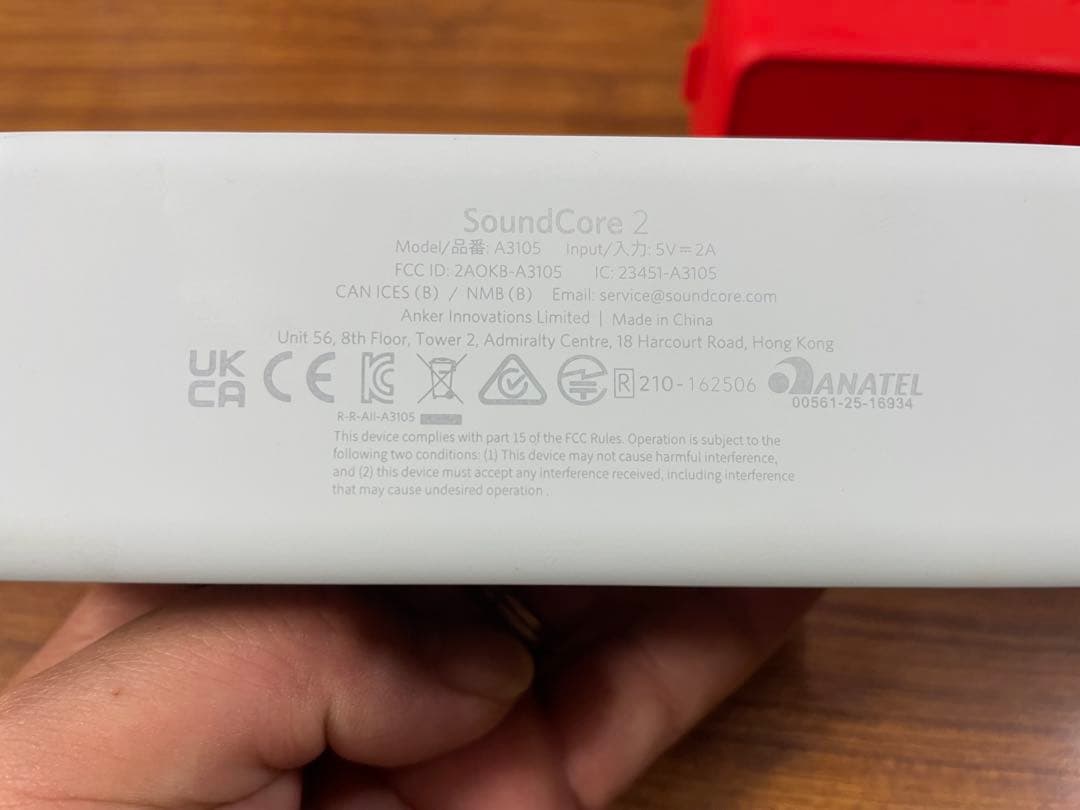 SoundCore 2
Model/品番: A3105 Input/入力: 5V⎓2A
FCC ID: 2AOKB-A3105 IC: 23451-A3105
CAN ICES (B) / NMB (B) Email: service@soundcore.com
Anker Innovations Limited | Made in China
Unit 56, 8th Floor, Tower 2, Admiralty Centre, 18 Harcourt Road, Hong Kong
UK CA CE KC R 210-162506 ANATEL
00561-25-16934
R-R-AII-A3105
This device complies with part 15 of the FCC Rules. Operation is subject to the
following two conditions: (1) This device may not cause harmful interference,
and (2) this device must accept any interference received, including interference
that may cause undesired operation .